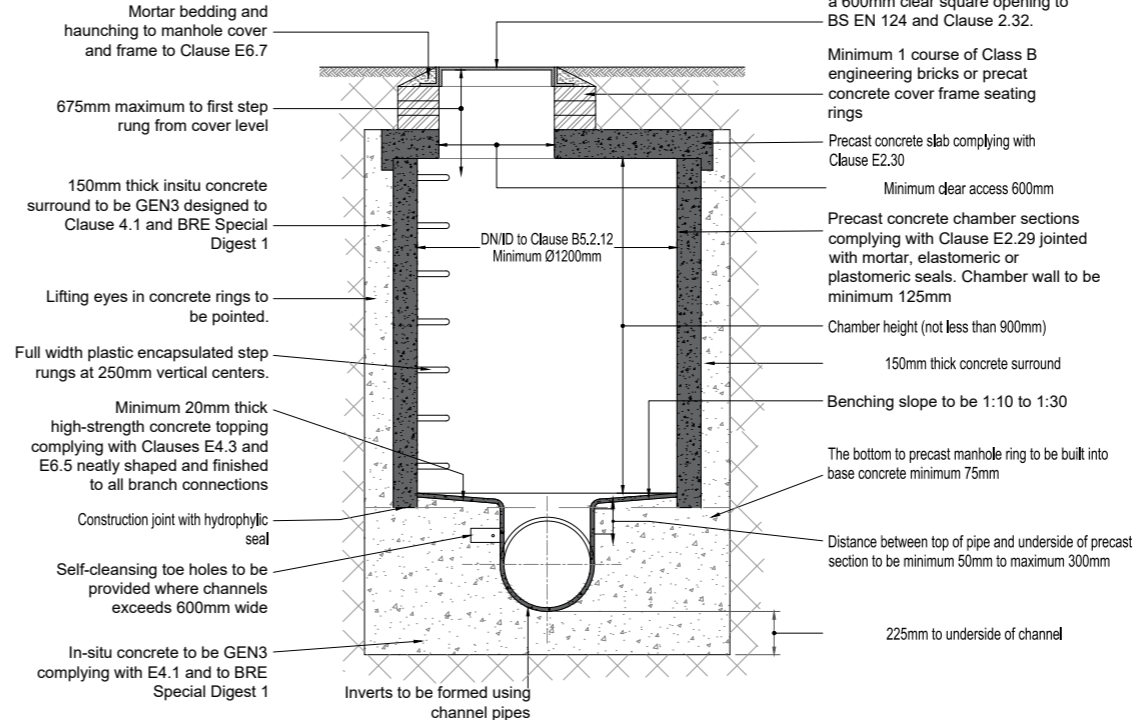 Mortar bedding and
haunching to manhole cover
and frame to Clause E6.7
675mm maximum to first step
rung from cover level
150mm thick insitu concrete
surround to be GEN3 designed to
Clause 4.1 and BRE Special
Digest 1
Lifting eyes in concrete rings to
be pointed.
Full width plastic encapsulated step
rungs at 250mm vertical centers.
Minimum 20mm thick
high-strength concrete topping
complying with Clauses E4.3 and
E6.5 neatly shaped and finished
to all branch connections
Construction joint with hydrophylic
seal
Self-cleansing toe holes to be
provided where channels
exceeds 600mm wide
In-situ concrete to be GEN3
complying with E4.1 and to BRE
Special Digest 1
Inverts to be formed using
channel pipes
DN/ID to Clause B5.2.12
Minimum Ø1200mm
a 600mm clear square opening to
BS EN 124 and Clause 2.32.
Minimum 1 course of Class B
engineering bricks or precat
concrete cover frame seating
rings
Precast concrete slab complying with
Clause E2.30
Minimum clear access 600mm
Precast concrete chamber sections
complying with Clause E2.29 jointed
with mortar, elastomeric or
plastomeric seals. Chamber wall to be
minimum 125mm
Chamber height (not less than 900mm)
150mm thick concrete surround
Benching slope to be 1:10 to 1:30
The bottom to precast manhole ring to be built into
base concrete minimum 75mm
Distance between top of pipe and underside of precast
section to be minimum 50mm to maximum 300mm
225mm to underside of channel